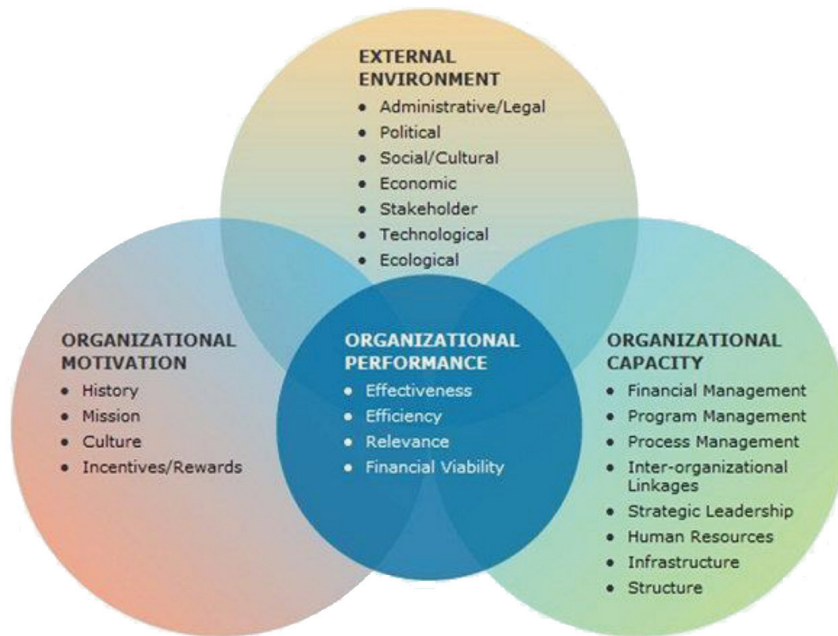 EXTERNAL
ENVIRONMENT
• Administrative/Legal
• Political
• Social/Cultural
• Economic
• Stakeholder
• Technological
• Ecological
ORGANIZATIONAL
MOTIVATION
• History
• Mission
• Culture
• Incentives/Rewards
ORGANIZATIONAL
PERFORMANCE
• Effectiveness
• Efficiency
• Relevance
• Financial Viability
ORGANIZATIONAL
CAPACITY
• Financial Management
• Program Management
• Process Management
• Inter-organizational
Linkages
• Strategic Leadership
• Human Resources
• Infrastructure
• Structure